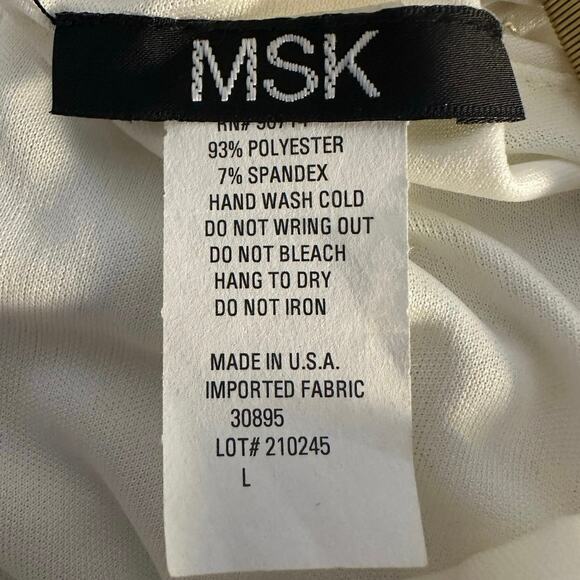 MSK
RN#
93% POLYESTER
7% SPANDEX
HAND WASH COLD
DO NOT WRING OUT
DO NOT BLEACH
HANG TO DRY
DO NOT IRON
MADE IN U.S.A.
IMPORTED FABRIC
30895
LOT# 210245
L